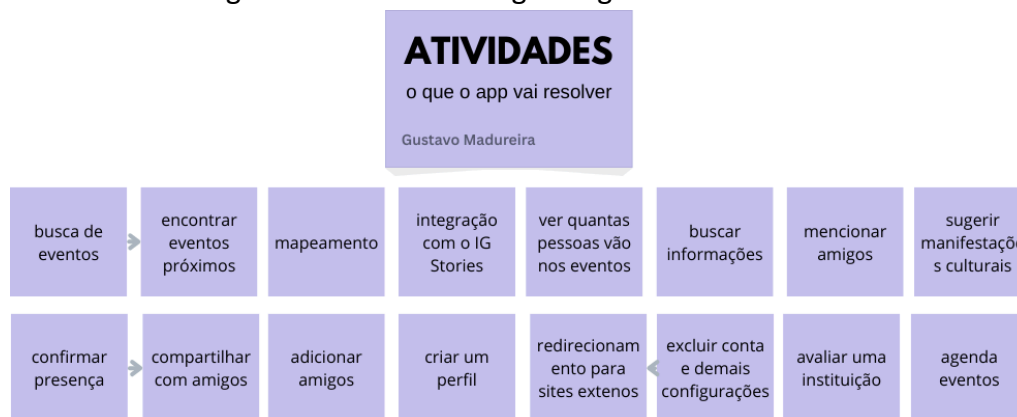 ATIVIDADES
o que o app vai resolver
Gustavo Madureira
busca de
eventos
encontrar
eventos
próximos
mapeamento
integração
com o IG
Stories
ver quantas
pessoas vão
nos eventos
buscar
informações
mencionar
amigos
sugerir
manifestaçõe
s culturais
confirmar
presença
compartilhar
com amigos
adicionar
amigos
criar um
perfil
redirecionam
ento para
sites extenos
excluir conta
e demais
configurações
avaliar uma
instituição
agenda
eventos